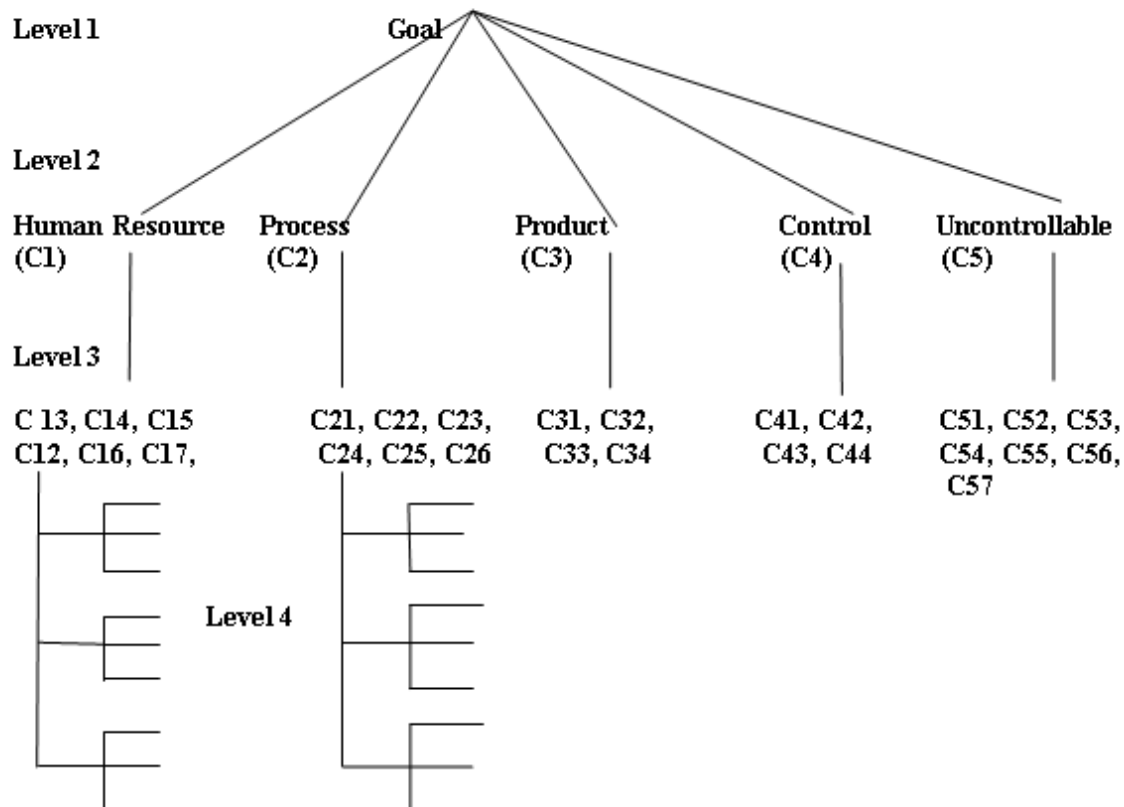 Level 1 Goal
Level 2
Human Resource Process Product Control Uncontrollable
(C1) (C2) (C3) (C4) (C5)
Level 3
C 13, C14, C15 C21, C22, C23, C31, C32, C41, C42, C51, C52, C53,
C12, C16, C17, C24, C25, C26 C33, C34 C43, C44 C54, C55, C56,
C57
Level 4